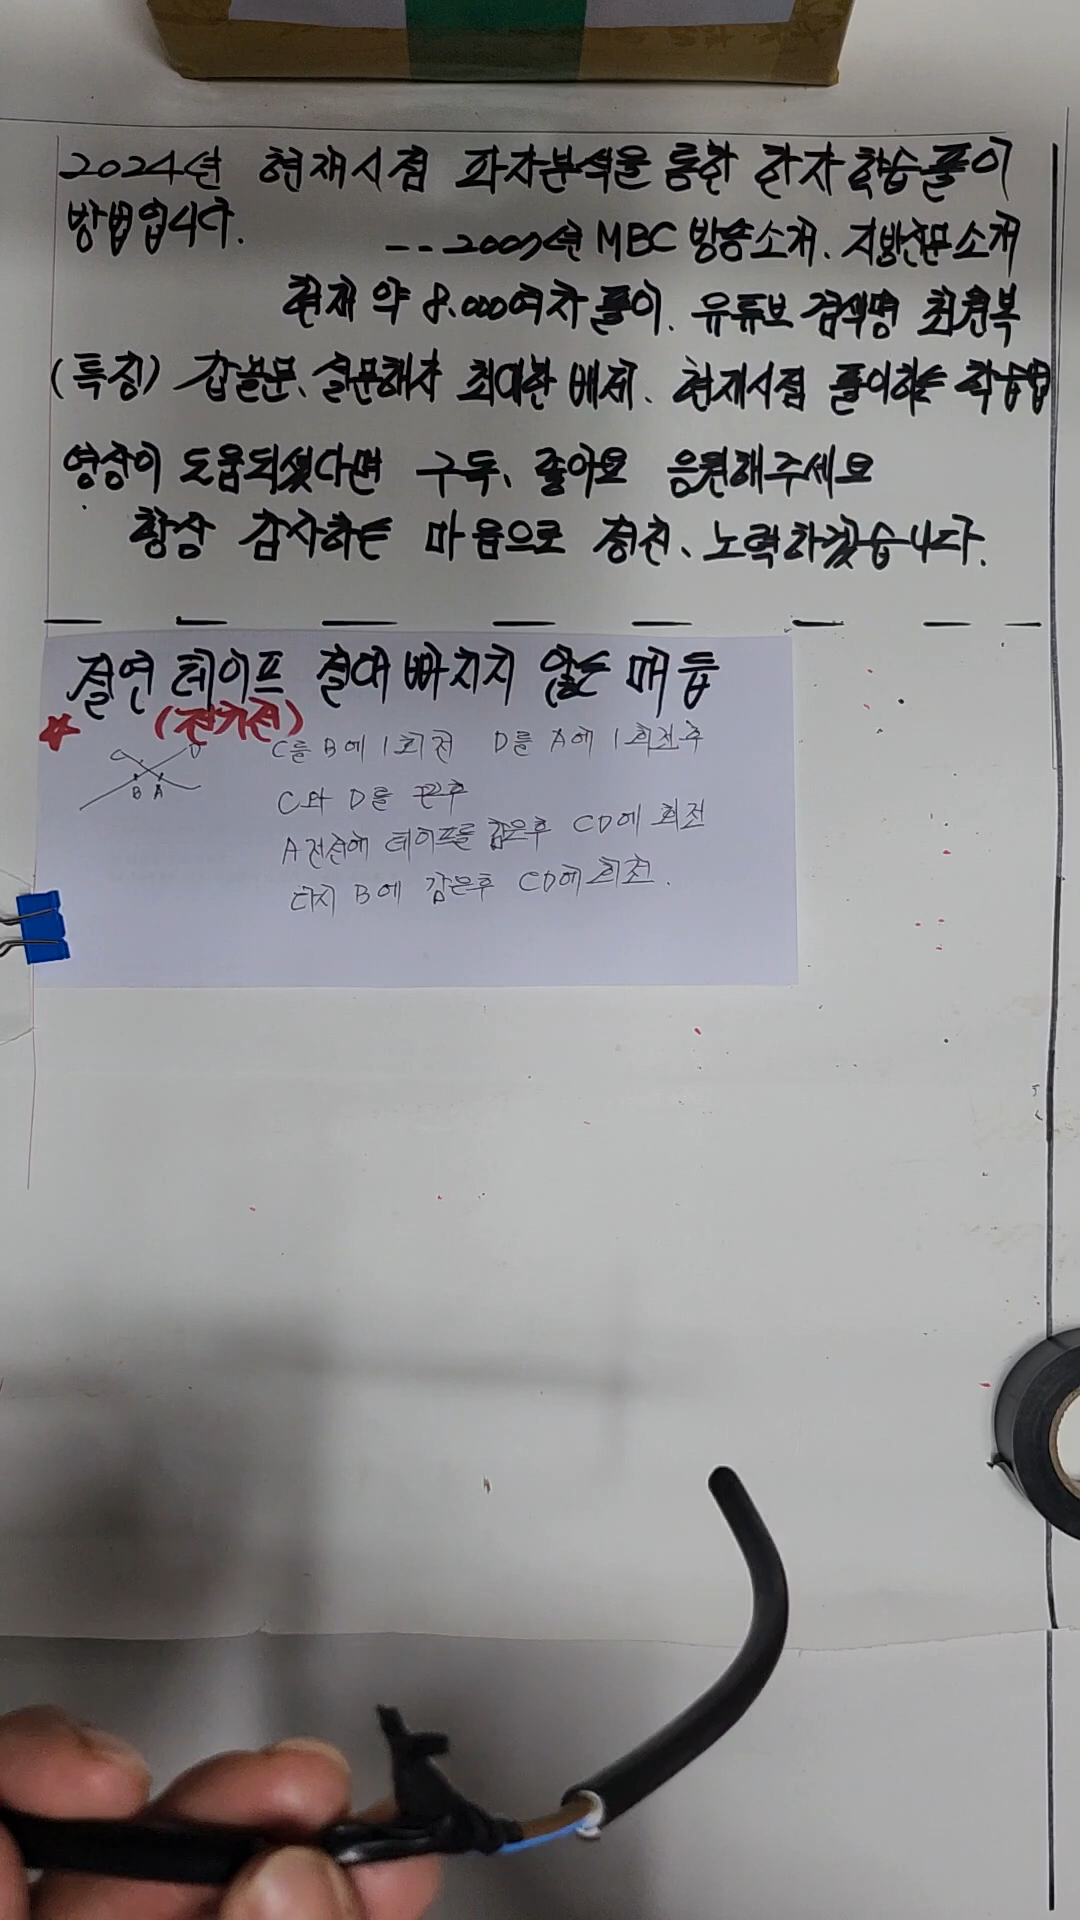 2024년 현재시점 파자분석을 통한 한자 학습풀이
방법입니다.
---2007년 MBC 방송소개. 지방신문소개
현재 약 8.000여자 풀이. 유튜브 검색명 최원복
(특징) 갑골문, 설문해자 최대한 배제. 현재시점 풀이하는 학습법
영상이 도움되셨다면 구독, 좋아요 응원해주세요
항상 감사하는 마음으로 정진, 노력하겠습니다.
절연 테이프 절대 빠지지 않는 매듭
(전기선)
C를 B에 1회전 D를 A에 1회전후
C D
B A
C와 D를 꼰후
A전선에 테이프를 감은후 CD에 회전
다시 B에 감은후 CD에 회전.